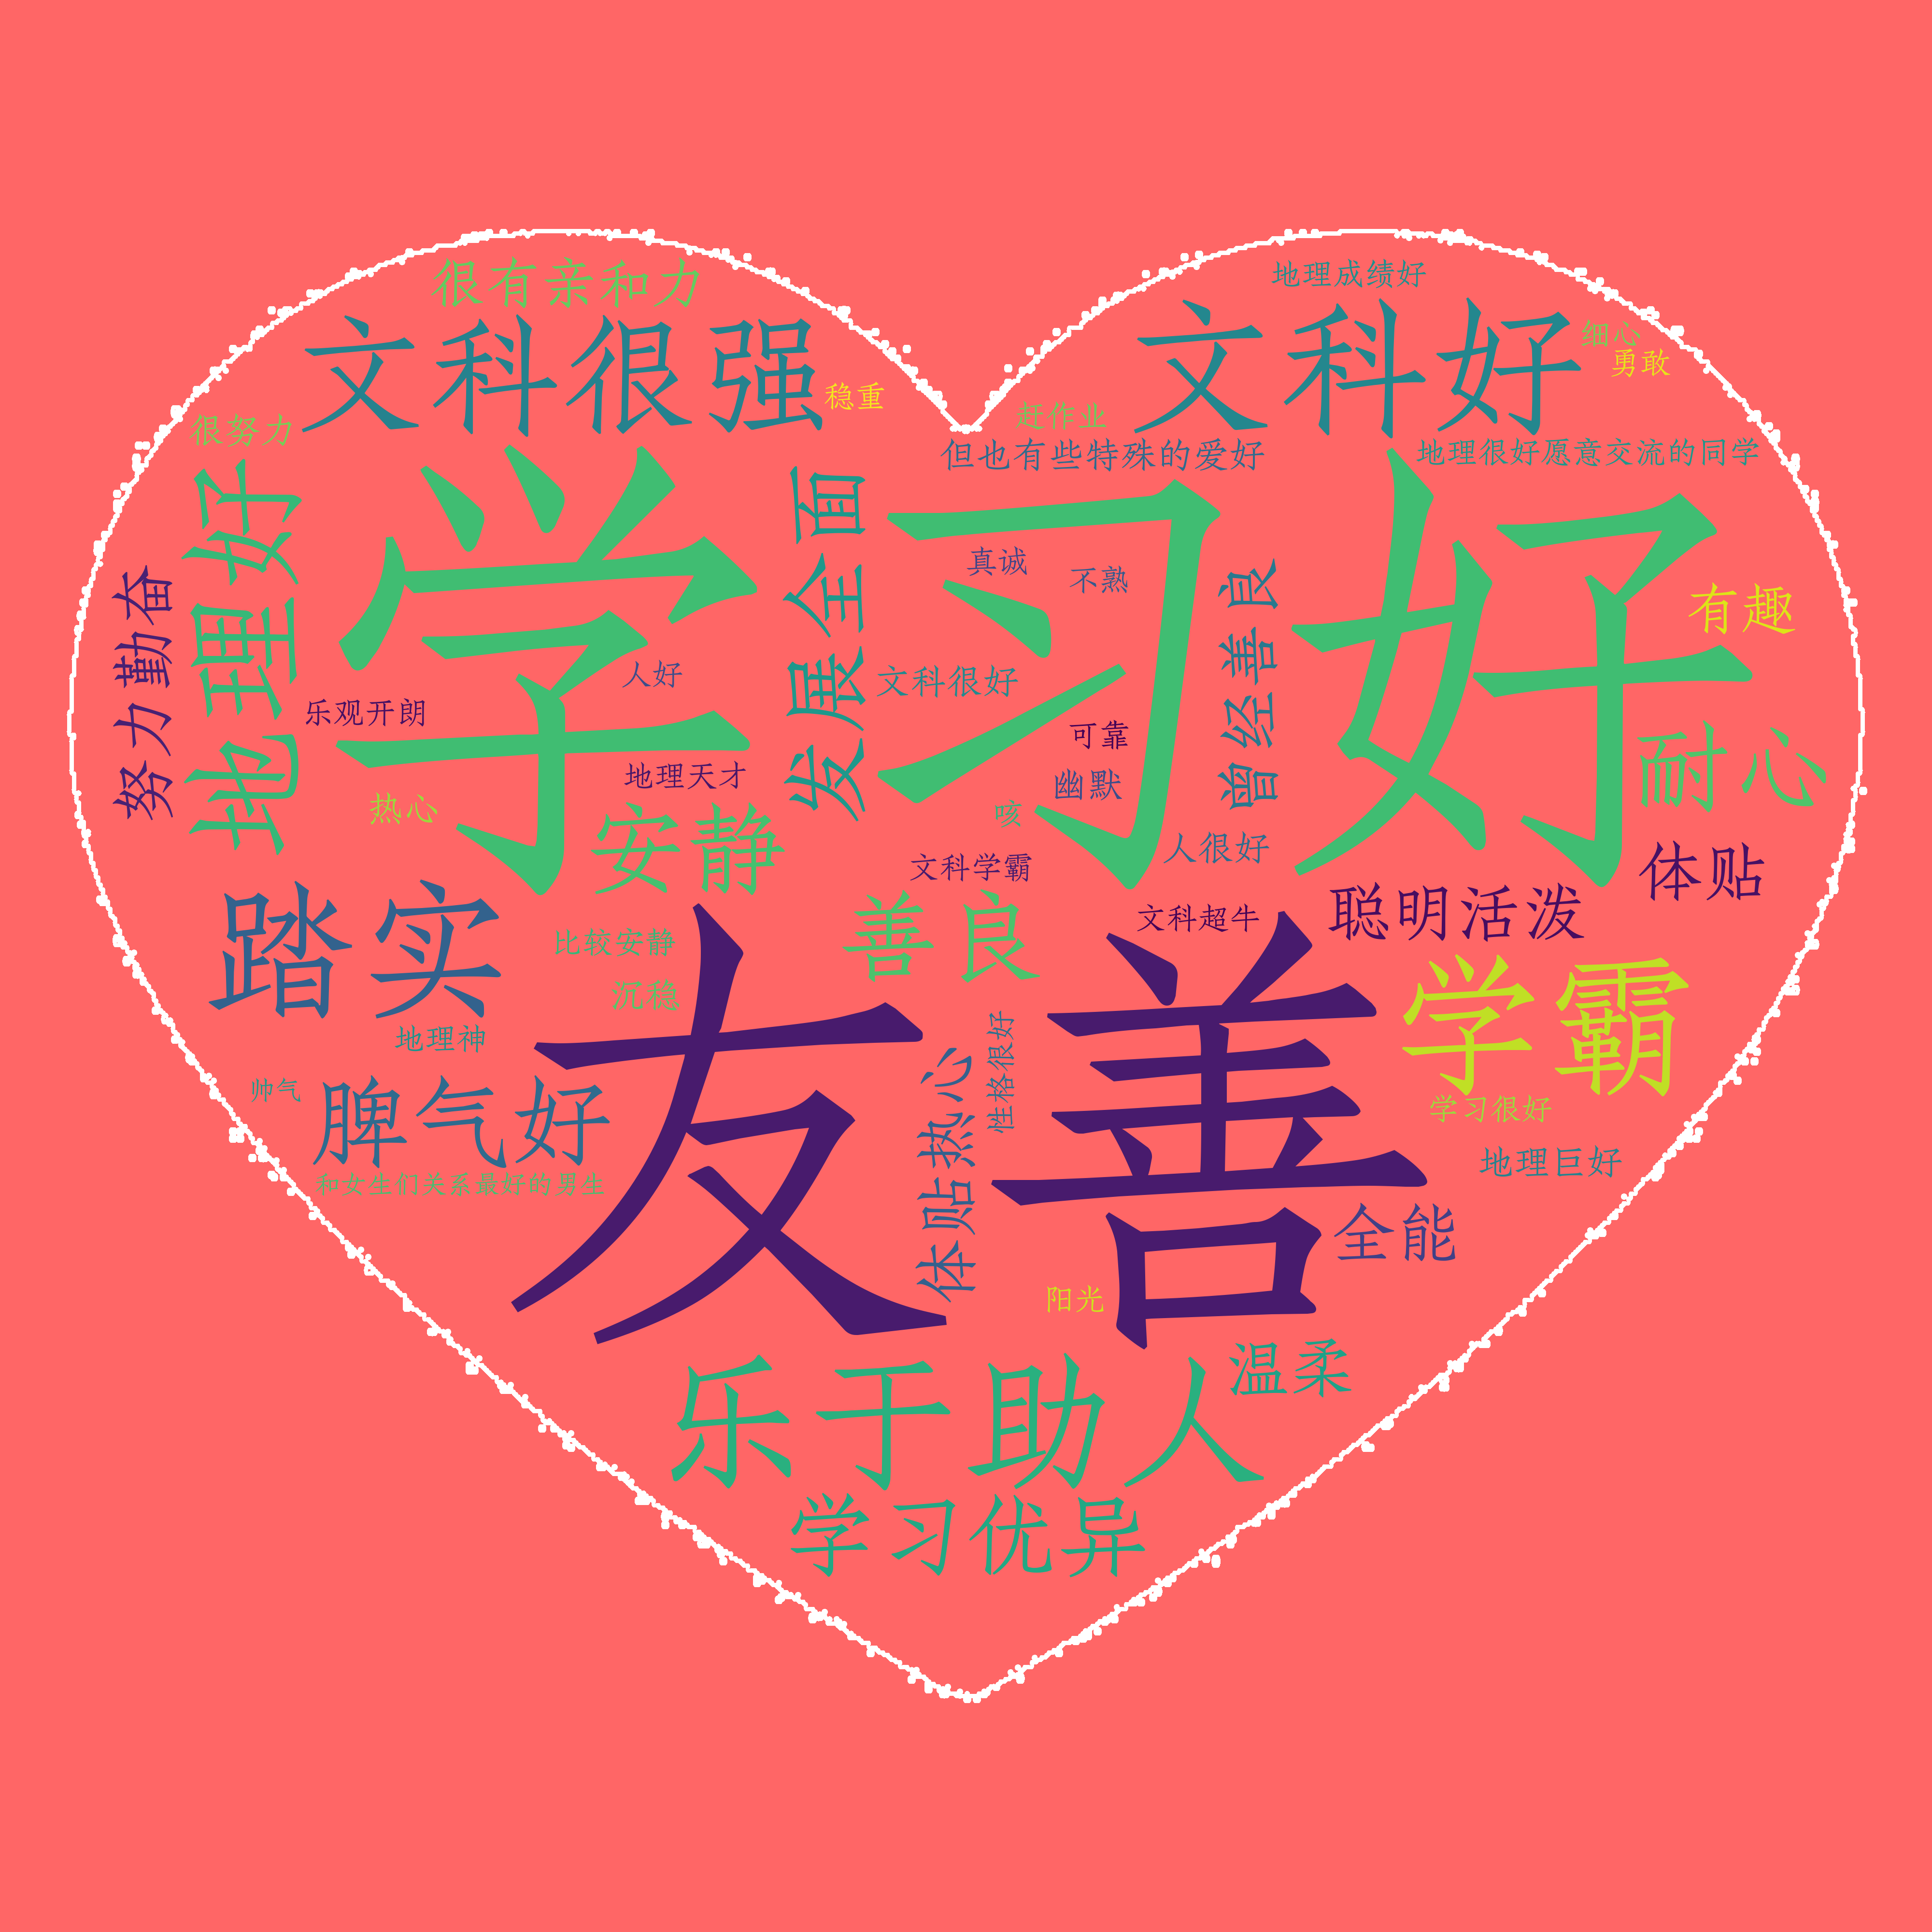 很有亲和力
地理成绩好
文科很强
文科好
细心
勇敢
稳重
赶作业
很努力
但也有些特殊的爱好
地理很好愿意交流的同学
学习好
地理好
发展全面
真诚
不熟
曾经善良
努力勤奋
有趣
人好
文科很好
乐观开朗
可靠
耐心
地理天才
幽默
热心
咳
安静
人很好
文科学霸
体贴
踏实
善良
文科超牛
聪明活泼
比较安静
沉稳
友善
学霸
地理神
性格很好
体贴热心
帅气
脾气好
学习很好
地理巨好
和女生们关系最好的男生
全能
阳光
乐于助人
温柔
学习优异